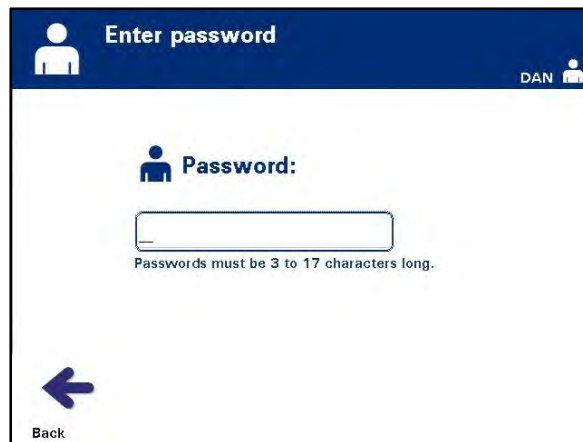 Enter password
DAN
Password:
Passwords must be 3 to 17 characters long.
Back